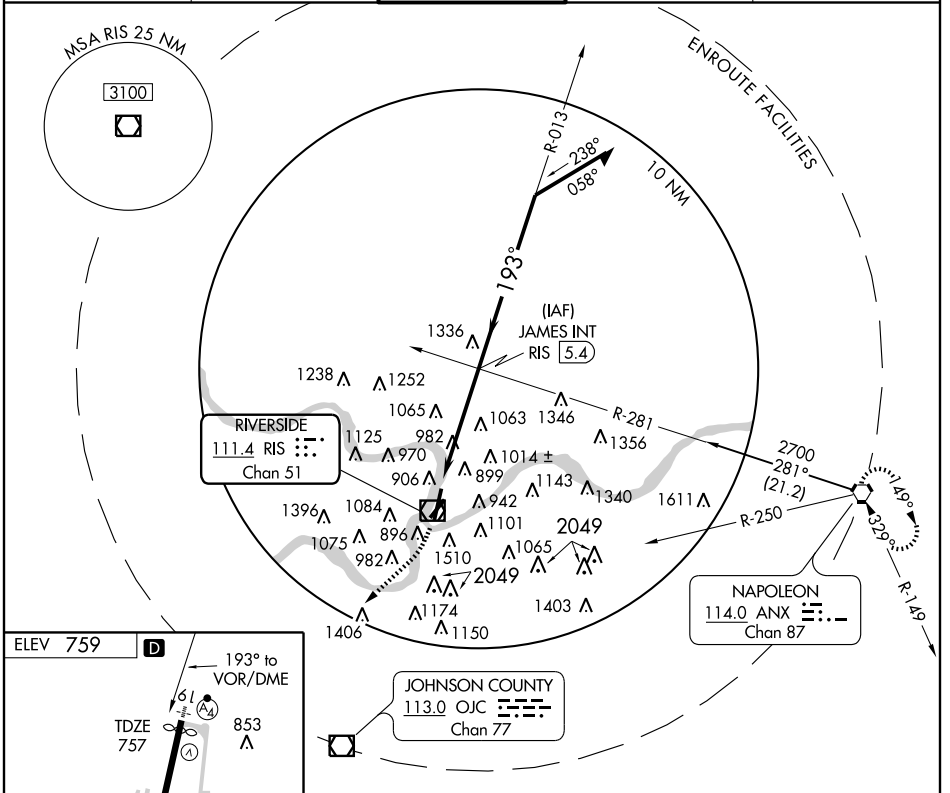 MSA RIS 25 NM
3100
ENROUTE FACILITIES
R-013
238°
058°
10 NM
193°
(IAF)
JAMES INT
RIS 5.4
1336
1238
1252
1065
1063
1346
R-281
1356
RIVERSIDE
111.4 RIS
Chan 51
1125
970
982
1014 ±
899
906
1143
1340
2700
281°
(21.2)
1611
149°
329°
R-250
R-149
1396
1084
942
1075
896
1101
982
1510
1065
2049
2049
1174
1150
1403
1406
NAPOLEON
114.0 ANX
Chan 87
JOHNSON COUNTY
113.0 OJC
Chan 77
ELEV 759
D
193° to
VOR/DME
19
A4
TDZE
757
853
V